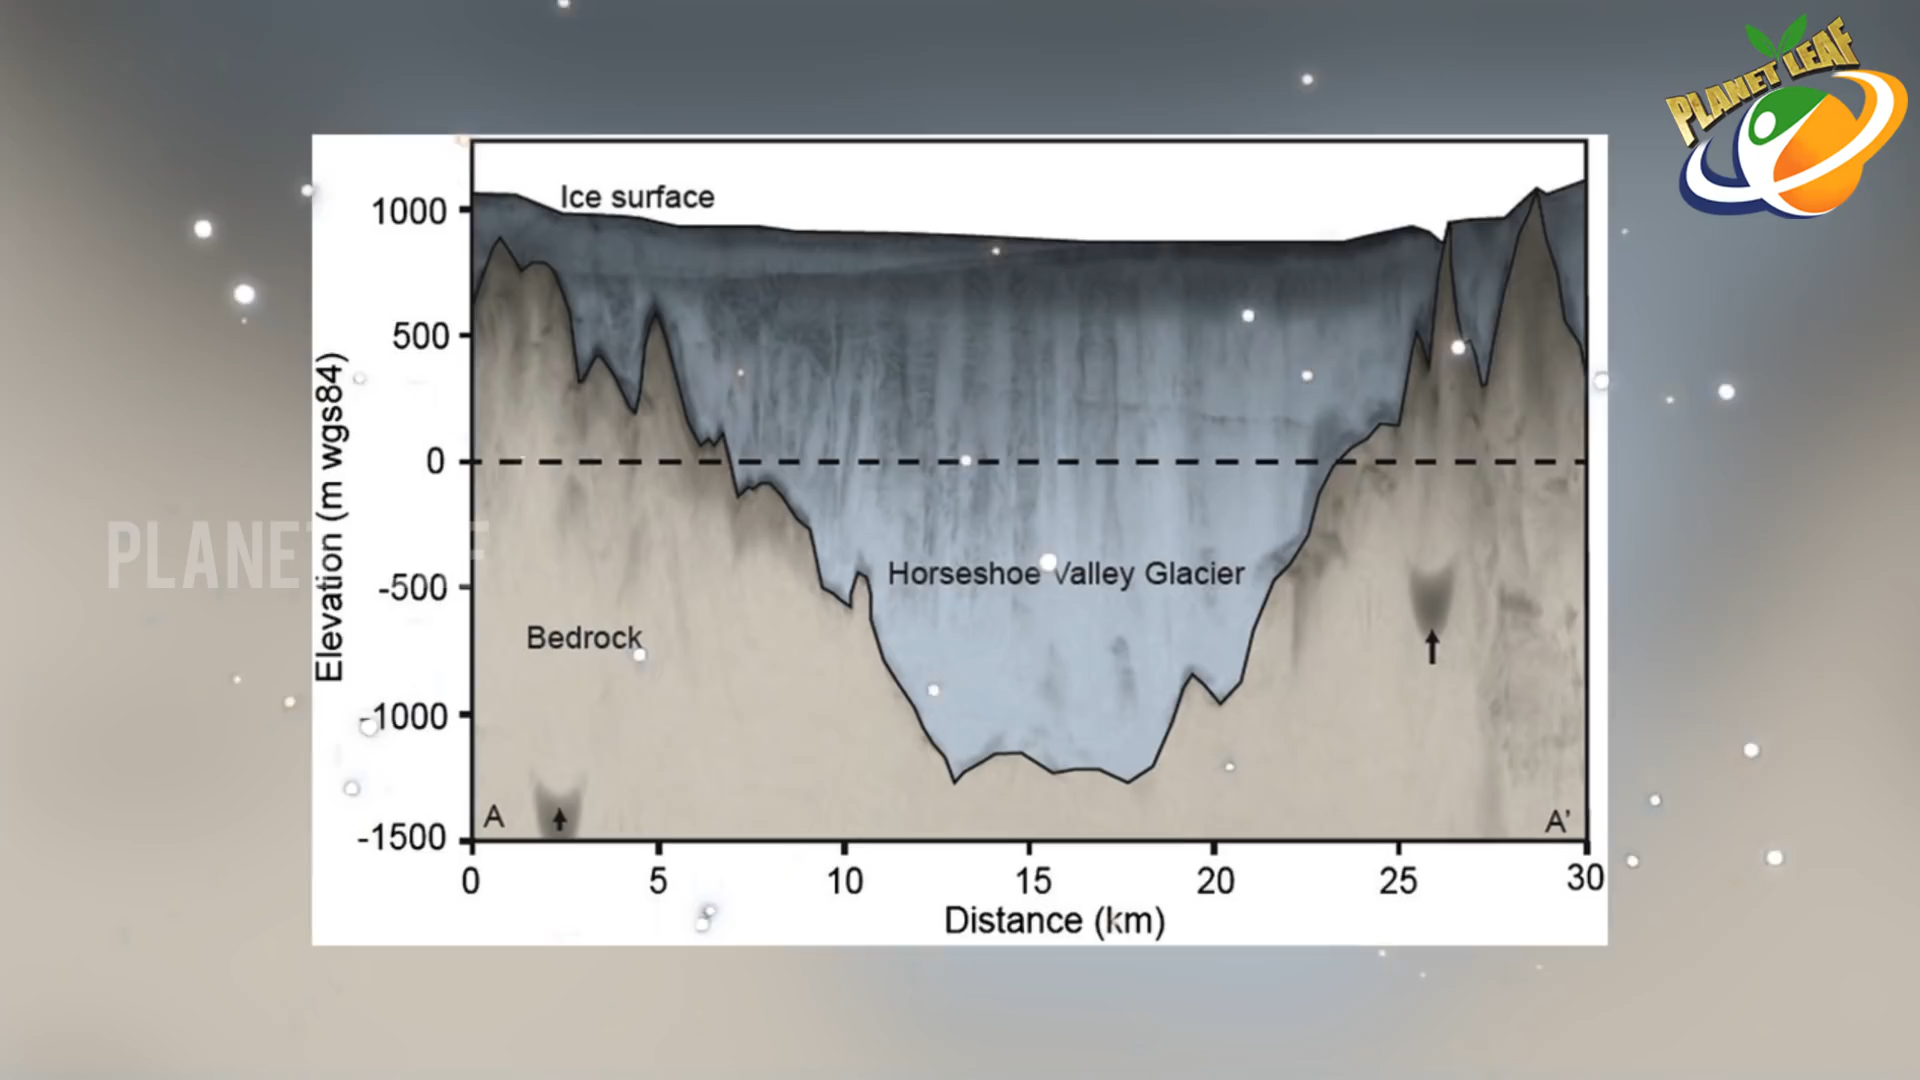 PLANET LEAF
Ice surface
1000
500
0
-500
-1000
-1500
Elevation (m wgs84)
Horseshoe Valley Glacier
Bedrock
A
A'
0 5 10 15 20 25 30
Distance (km)
PLANET LEAF